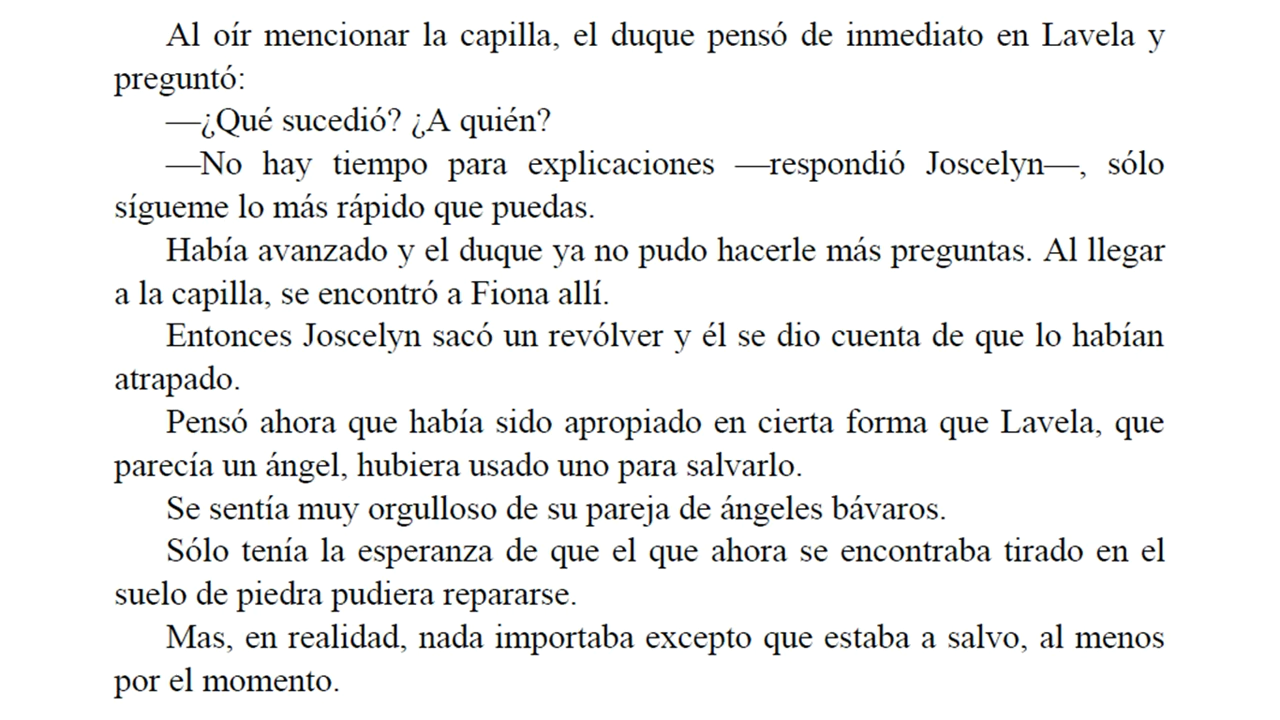 Al oír mencionar la capilla, el duque pensó de inmediato en Lavela y
preguntó:
—¿Qué sucedió? ¿A quién?
—No hay tiempo para explicaciones —respondió Joscelyn—, sólo
sígueme lo más rápido que puedas.
Había avanzado y el duque ya no pudo hacerle más preguntas. Al llegar
a la capilla, se encontró a Fiona allí.
Entonces Joscelyn sacó un revólver y él se dio cuenta de que lo habían
atrapado.
Pensó ahora que había sido apropiado en cierta forma que Lavela, que
parecía un ángel, hubiera usado uno para salvarlo.
Se sentía muy orgulloso de su pareja de ángeles bávaros.
Sólo tenía la esperanza de que el que ahora se encontraba tirado en el
suelo de piedra pudiera repararse.
Mas, en realidad, nada importaba excepto que estaba a salvo, al menos
por el momento.